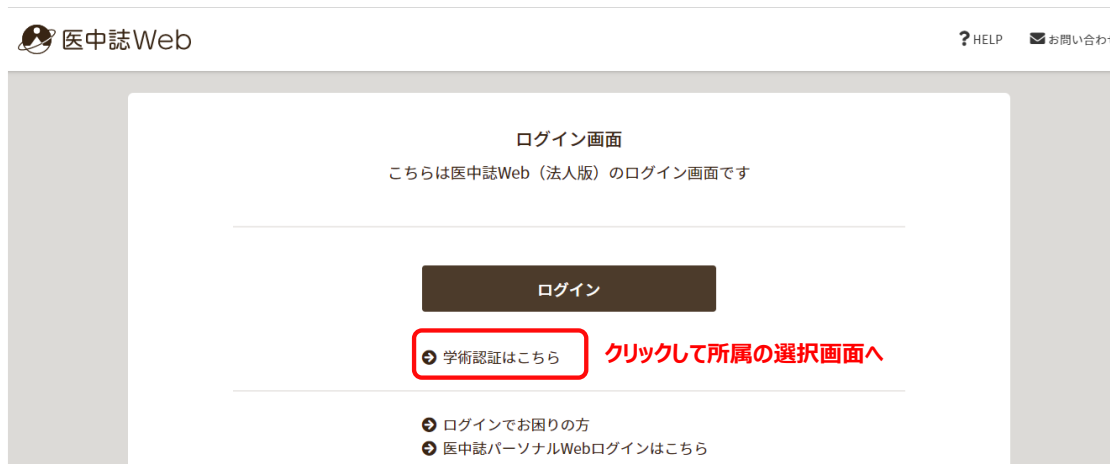 医中誌Web
?HELP
お問い合わせ
ログイン画面
こちらは医中誌Web（法人版）のログイン画面です
ログイン
学術認証はこちら
クリックして所属の選択画面へ
ログインでお困りの方
医中誌パーソナルWebログインはこちら